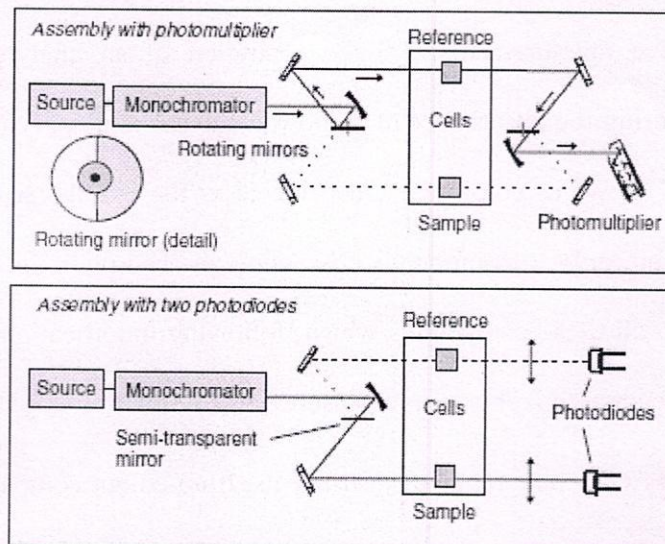 Assembly with photomultiplier
Reference
Source
Monochromator
Cells
Rotating mirrors
Sample
Photomultiplier
Rotating mirror (detail)
Assembly with two photodiodes
Reference
Source
Monochromator
Cells
Photodiodes
Semi-transparent
mirror
Sample